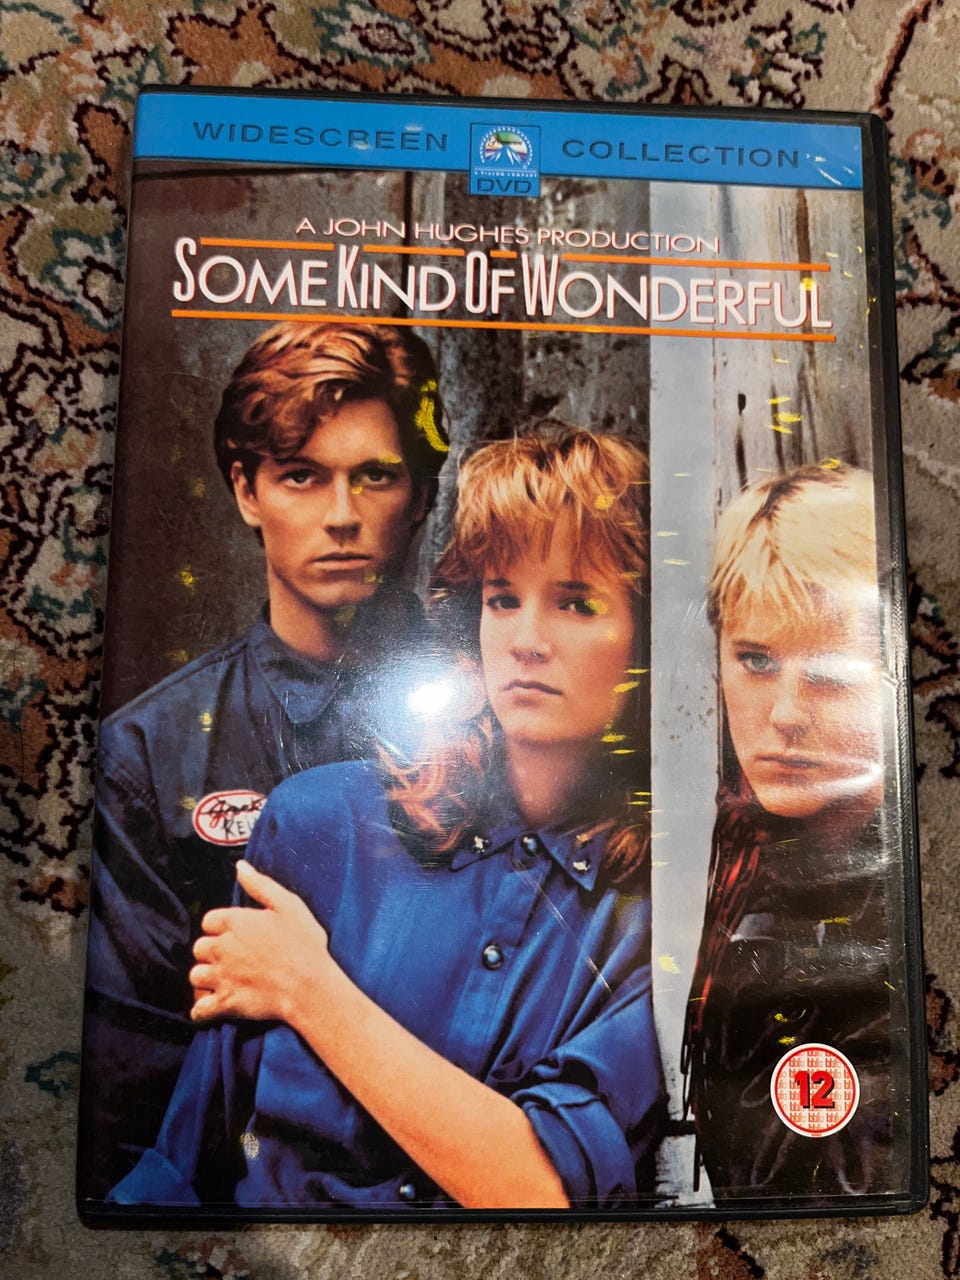 WIDESCREEN COLLECTION
DVD
A JOHN HUGHES PRODUCTION
SOME KIND OF WONDERFUL
12